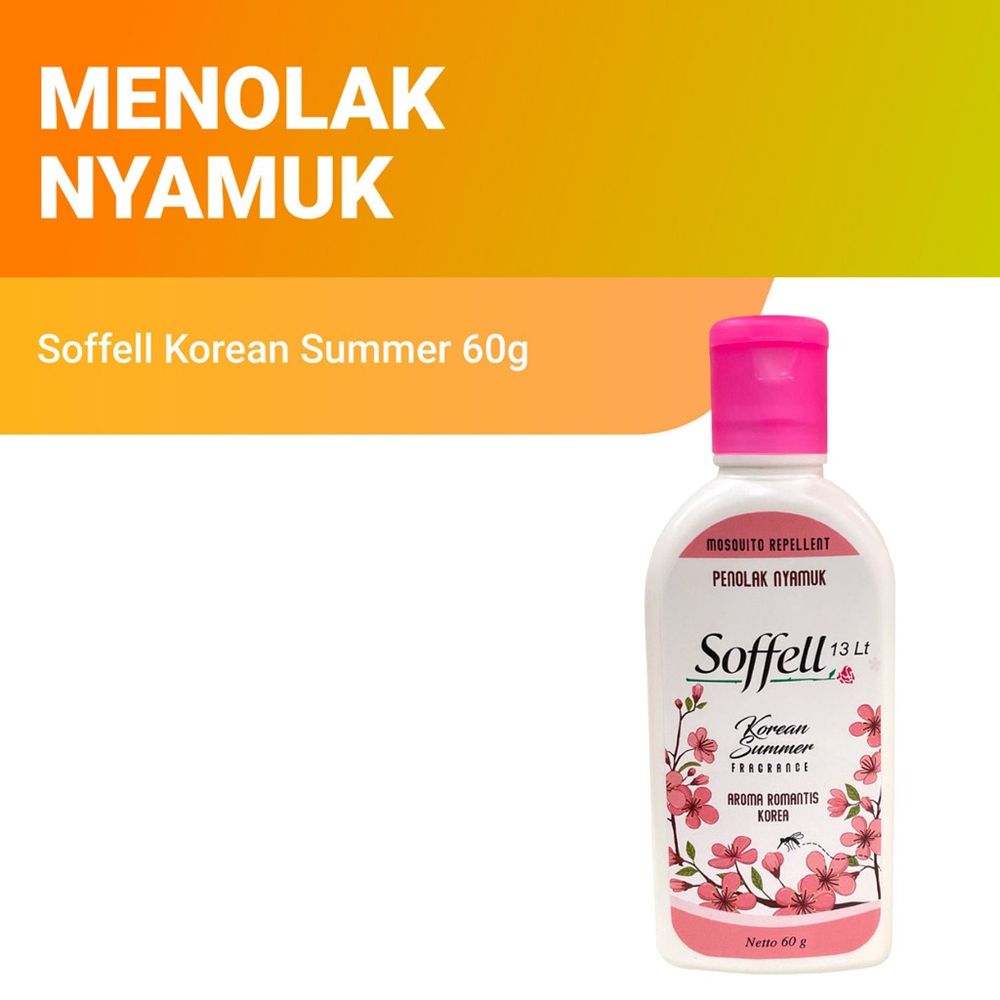 MENOLAK
NYAMUK
Soffell Korean Summer 60g
MOSQUITO REPELLENT
PENOLAK NYAMUK
Soffell 13 Lt
Korean
Summer
FRAGRANCE
AROMA ROMANTIS
KOREA
Netto 60 g